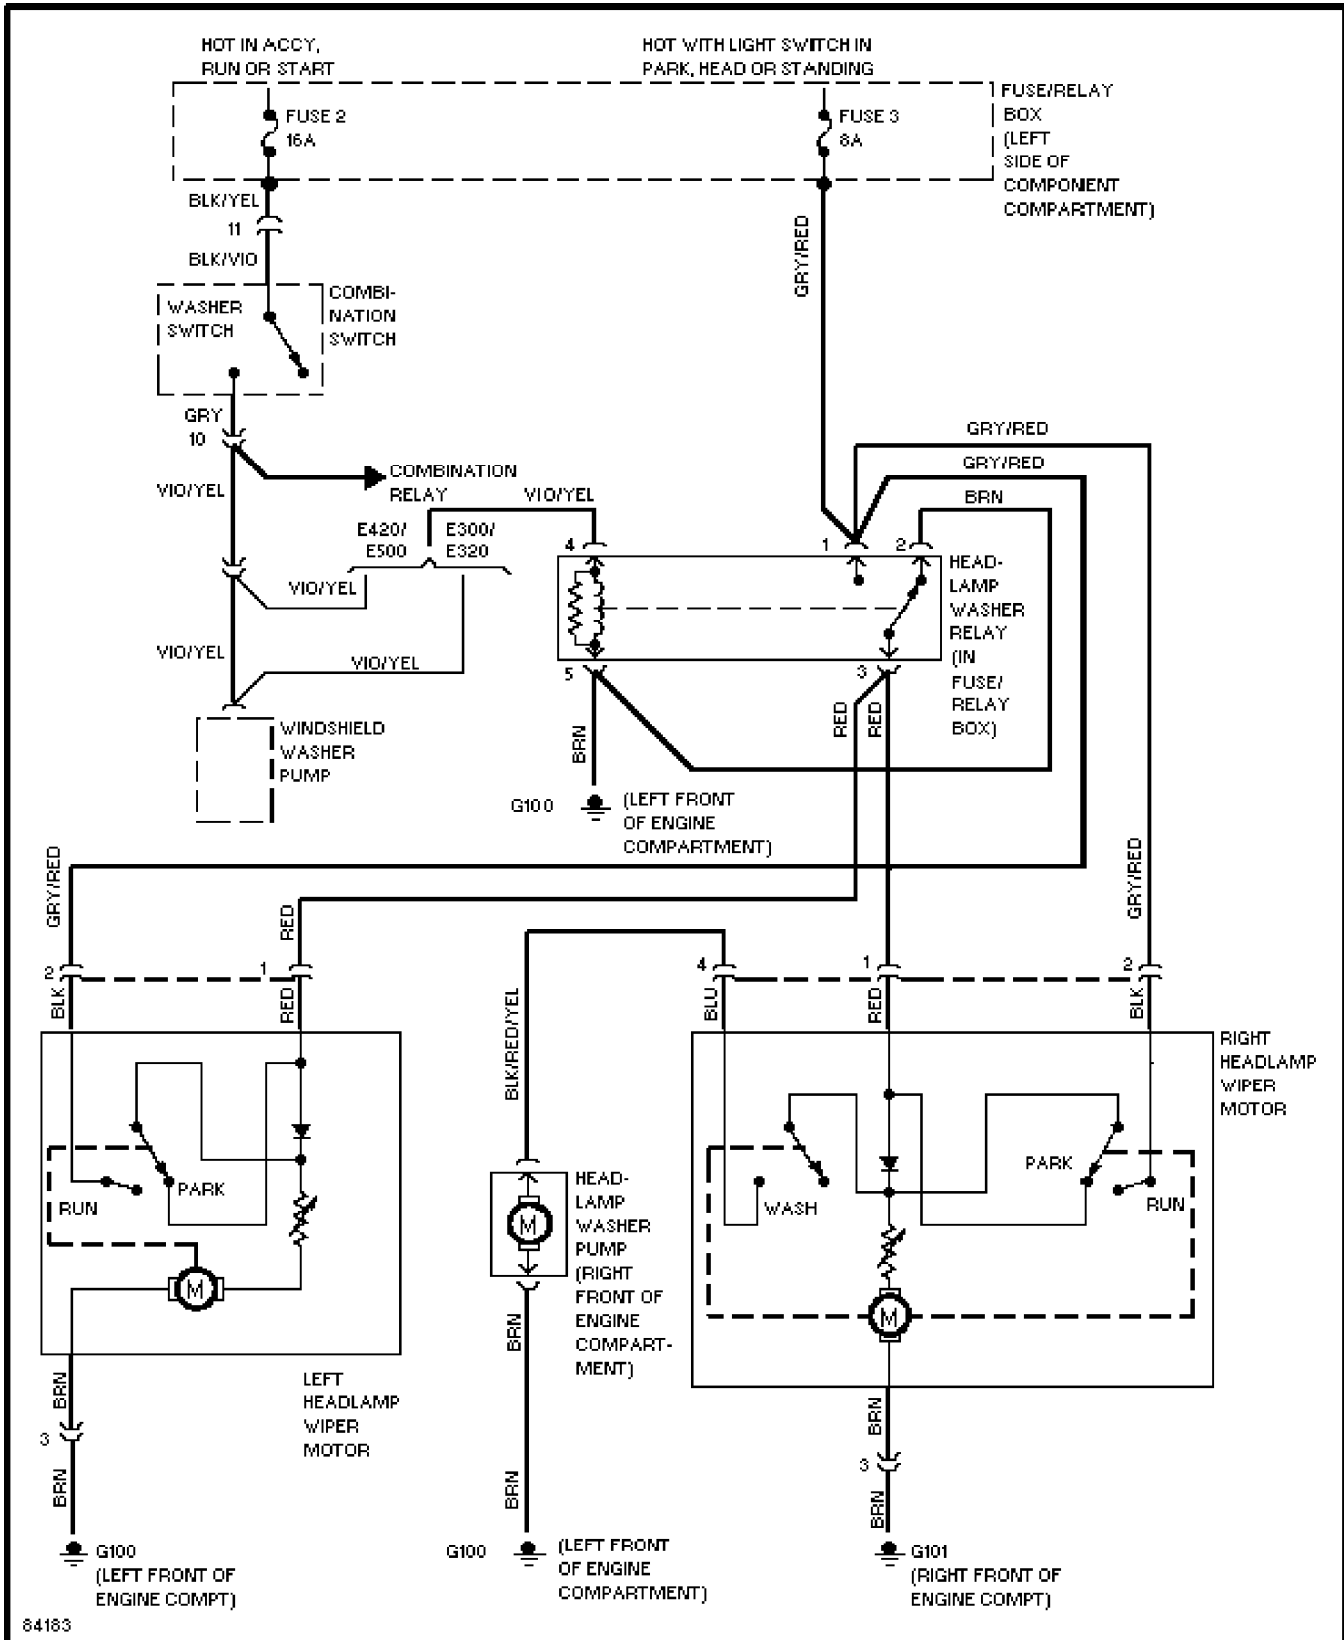 HOT IN ACCY,
RUN OR START
HOT WITH LIGHT SWITCH IN
PARK, HEAD OR STANDING
FUSE 2
16A
FUSE 3
8A
FUSE/RELAY
BOX
(LEFT
SIDE OF
COMPONENT
COMPARTMENT)
BLK/YEL
11
BLK/VIO
GRY/RED
WASHER
SWITCH
COMBI-
NATION
SWITCH
GRY
10
VIO/YEL
COMBINATION
RELAY
VIO/YEL
GRY/RED
GRY/RED
BRN
E420/
E500
E300/
E320
4
1
2
VIO/YEL
HEAD-
LAMP
WASHER
RELAY
(IN
FUSE/
RELAY
BOX)
VIO/YEL
VIO/YEL
5
3
RED
RED
BRN
WINDSHIELD
WASHER
PUMP
G100
(LEFT FRONT
OF ENGINE
COMPARTMENT)
GRY/RED
RED
GRY/RED
2
1
4
1
2
BLK
RED
BLU
RED
BLK
BLK/RED/YEL
RIGHT
HEADLAMP
WIPER
MOTOR
RUN
PARK
WASH
PARK
RUN
M
M
M
HEAD-
LAMP
WASHER
PUMP
(RIGHT
FRONT OF
ENGINE
COMPART-
MENT)
BRN
LEFT
HEADLAMP
WIPER
MOTOR
BRN
3
BRN
BRN
BRN
3
BRN
G100
(LEFT FRONT OF
ENGINE COMPT)
G100
(LEFT FRONT
OF ENGINE
COMPARTMENT)
G101
(RIGHT FRONT OF
ENGINE COMPT)
84183